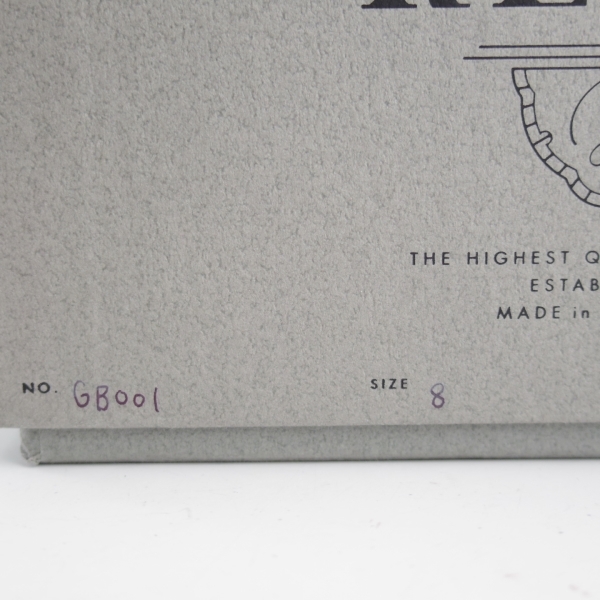 THE HIGHEST
ESTAB
MADE in
NO. GB001 SIZE 8